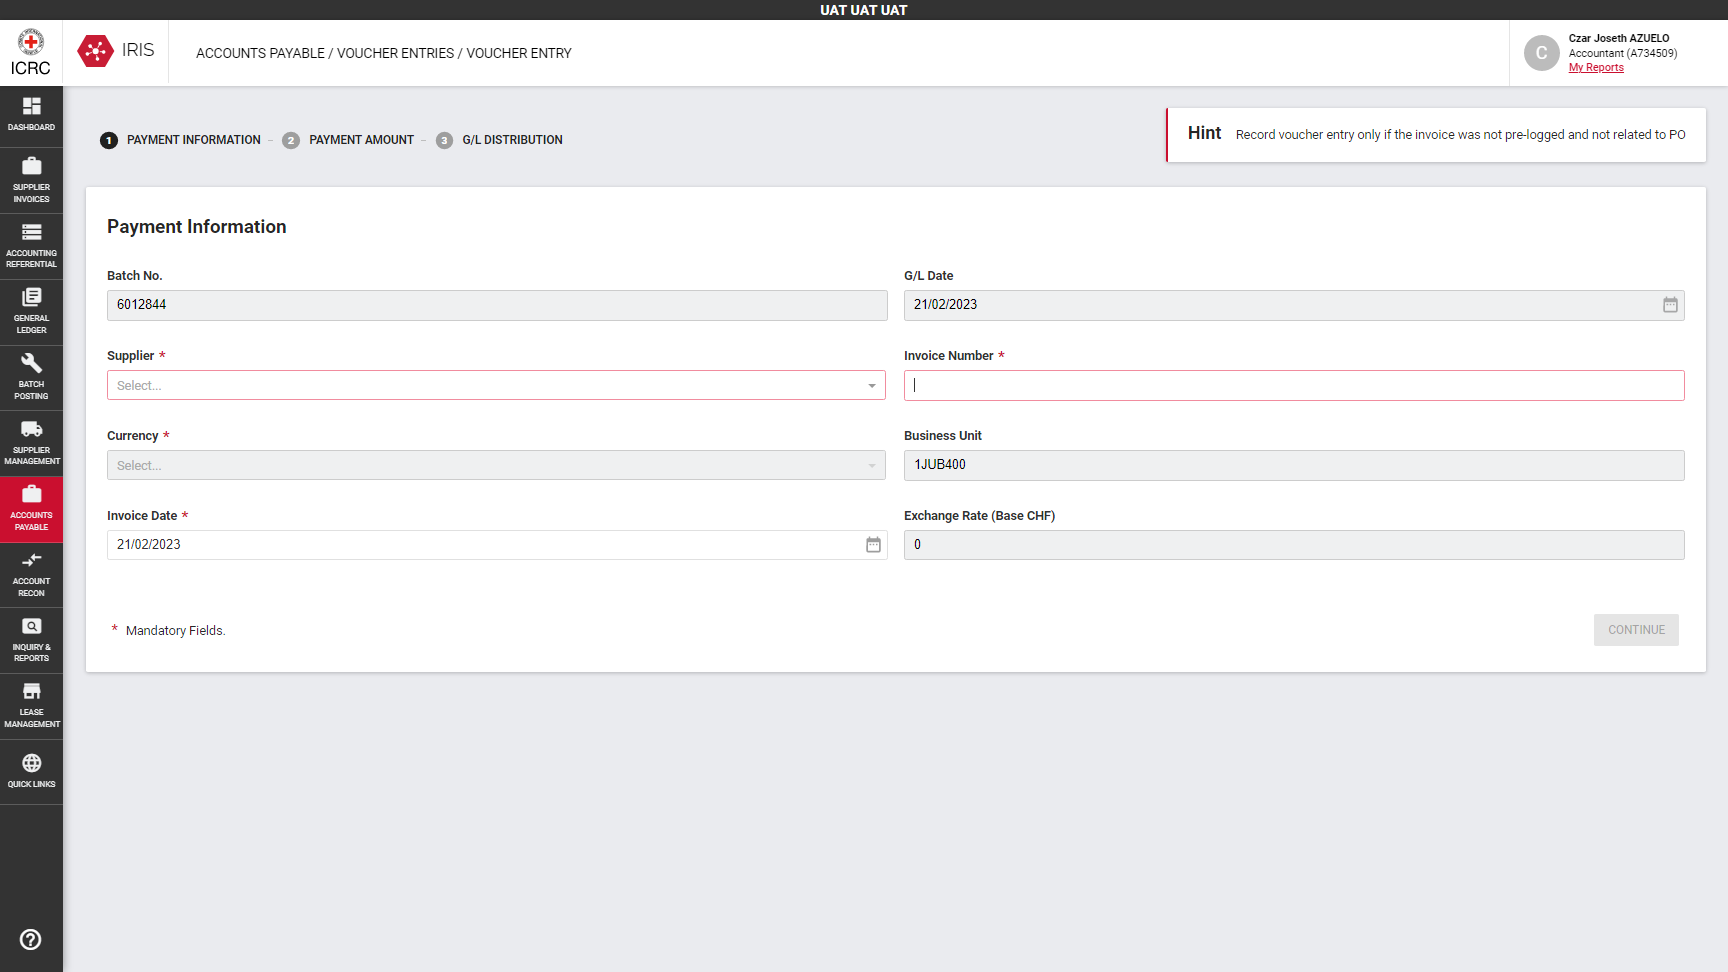 UAT UAT UAT
ICRC
IRIS
ACCOUNTS PAYABLE / VOUCHER ENTRIES / VOUCHER ENTRY
C
Czar Joseth AZUELO
Accountant (A734509)
My Reports
DASHBOARD
SUPPLIER
INVOICES
ACCOUNTING
REFERENTIAL
GENERAL
LEDGER
BATCH
POSTING
SUPPLIER
MANAGEMENT
ACCOUNTS
PAYABLE
ACCOUNT
RECON
INQUIRY &
REPORTS
LEASE
MANAGEMENT
QUICK LINKS
1 PAYMENT INFORMATION – 2 PAYMENT AMOUNT – 3 G/L DISTRIBUTION
Hint Record voucher entry only if the invoice was not pre-logged and not related to PO
Payment Information
Batch No.
6012844
G/L Date
21/02/2023
Supplier *
Select...
Invoice Number *
Currency *
Select...
Business Unit
1JUB400
Invoice Date *
21/02/2023
Exchange Rate (Base CHF)
0
* Mandatory Fields.
CONTINUE